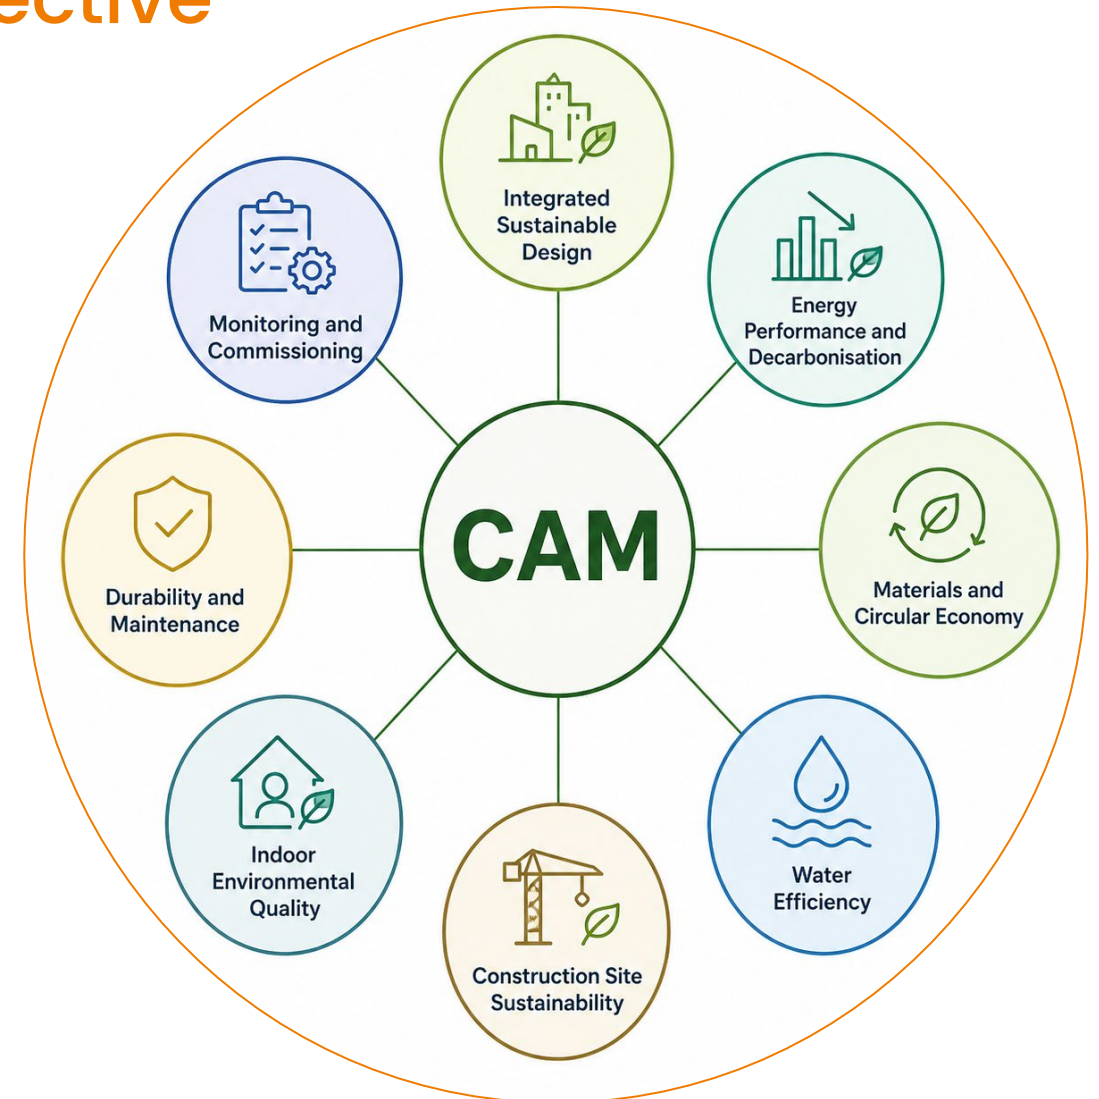 ective
Integrated
Sustainable
Design
Energy
Performance and
Decarbonisation
Materials and
Circular Economy
Water
Efficiency
Construction Site
Sustainability
Indoor
Environmental
Quality
Durability and
Maintenance
Monitoring and
Commissioning
CAM